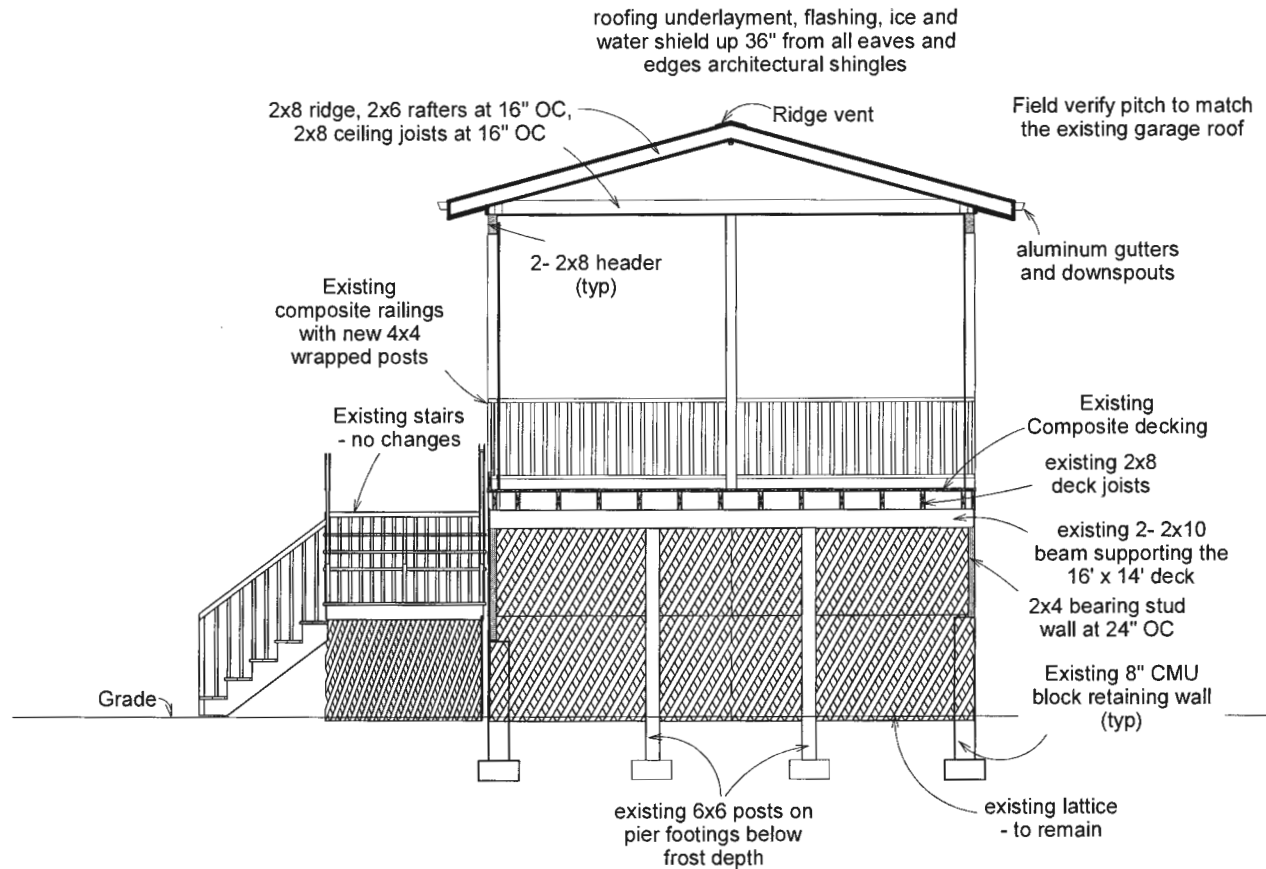 roofing underlayment, flashing, ice and
water shield up 36" from all eaves and
edges architectural shingles
2x8 ridge, 2x6 rafters at 16" OC,
2x8 ceiling joists at 16" OC
Ridge vent
Field verify pitch to match
the existing garage roof
2- 2x8 header
(typ)
aluminum gutters
and downspouts
Existing
composite railings
with new 4x4
wrapped posts
Existing stairs
- no changes
Existing
Composite decking
existing 2x8
deck joists
existing 2- 2x10
beam supporting the
16' x 14' deck
2x4 bearing stud
wall at 24" OC
Existing 8" CMU
block retaining wall
(typ)
Grade
existing 6x6 posts on
pier footings below
frost depth
existing lattice
- to remain